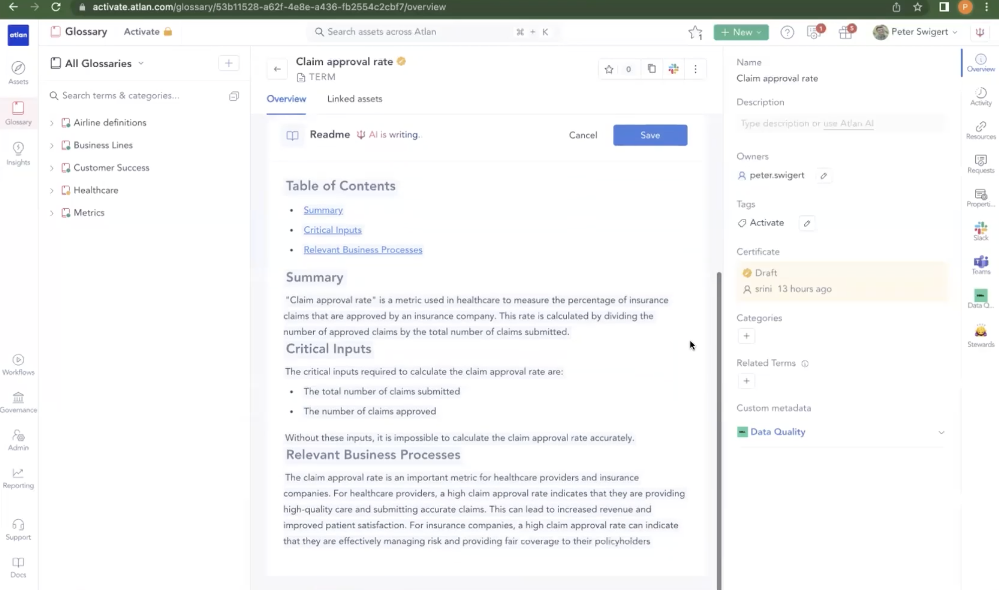 activate.atlan.com/glossary/53b11528-a62f-4e8e-a436-fb2554c2cbf7/overview
P
atlan
Glossary
Activate
Search assets across Atlan
⌘ + K
1
+ New
?
1
5
Peter Swigert
Assets
Glossary
Insights
Workflows
Governance
Admin
Reporting
Support
Docs
All Glossaries
+
Search terms & categories...
Airline definitions
Business Lines
Customer Success
Healthcare
Metrics
Claim approval rate
TERM
0
Overview
Linked assets
Readme
AI is writing..
Cancel
Save
Table of Contents
• Summary
• Critical Inputs
• Relevant Business Processes
Summary
"Claim approval rate" is a metric used in healthcare to measure the percentage of insurance
claims that are approved by an insurance company. This rate is calculated by dividing the
number of approved claims by the total number of claims submitted.
Critical Inputs
The critical inputs required to calculate the claim approval rate are:
• The total number of claims submitted
• The number of claims approved
Without these inputs, it is impossible to calculate the claim approval rate accurately.
Relevant Business Processes
The claim approval rate is an important metric for healthcare providers and insurance
companies. For healthcare providers, a high claim approval rate indicates that they are providing
high-quality care and submitting accurate claims. This can lead to increased revenue and
improved patient satisfaction. For insurance companies, a high claim approval rate can indicate
that they are effectively managing risk and providing fair coverage to their policyholders
Name
Claim approval rate
Description
Type description or use Atlan AI
Owners
peter.swigert
Tags
Activate
Certificate
Draft
srini 13 hours ago
Categories
+
Related Terms
+
Custom metadata
Data Quality
Overview
Activity
Resources
Requests
Properti...
Slack
Teams
Data Q...
Stewards